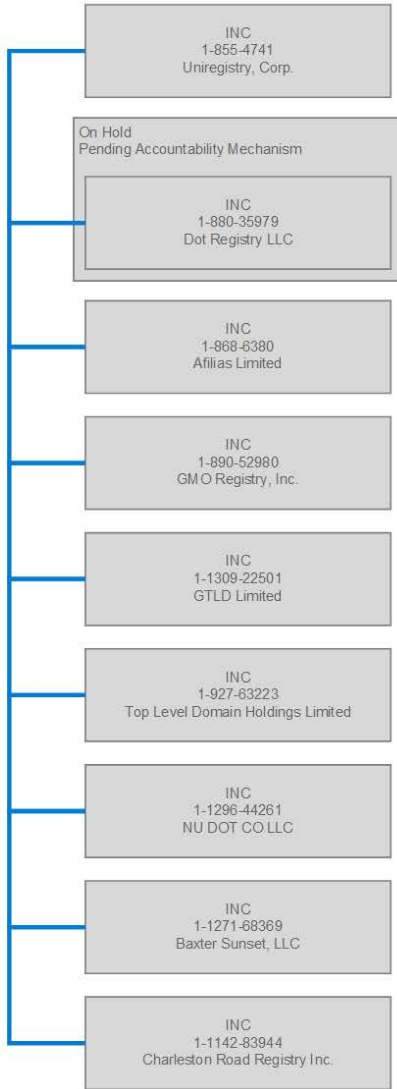 INC
1-855-4741
Uniregistry, Corp.
On Hold
Pending Accountability Mechanism
INC
1-880-35979
Dot Registry LLC
INC
1-868-6380
Afilias Limited
INC
1-890-52980
GMO Registry, Inc.
INC
1-1309-22501
GTLD Limited
INC
1-927-63223
Top Level Domain Holdings Limited
INC
1-1296-44261
NU DOT CO LLC
INC
1-1271-68369
Baxter Sunset, LLC
INC
1-1142-83944
Charleston Road Registry Inc.